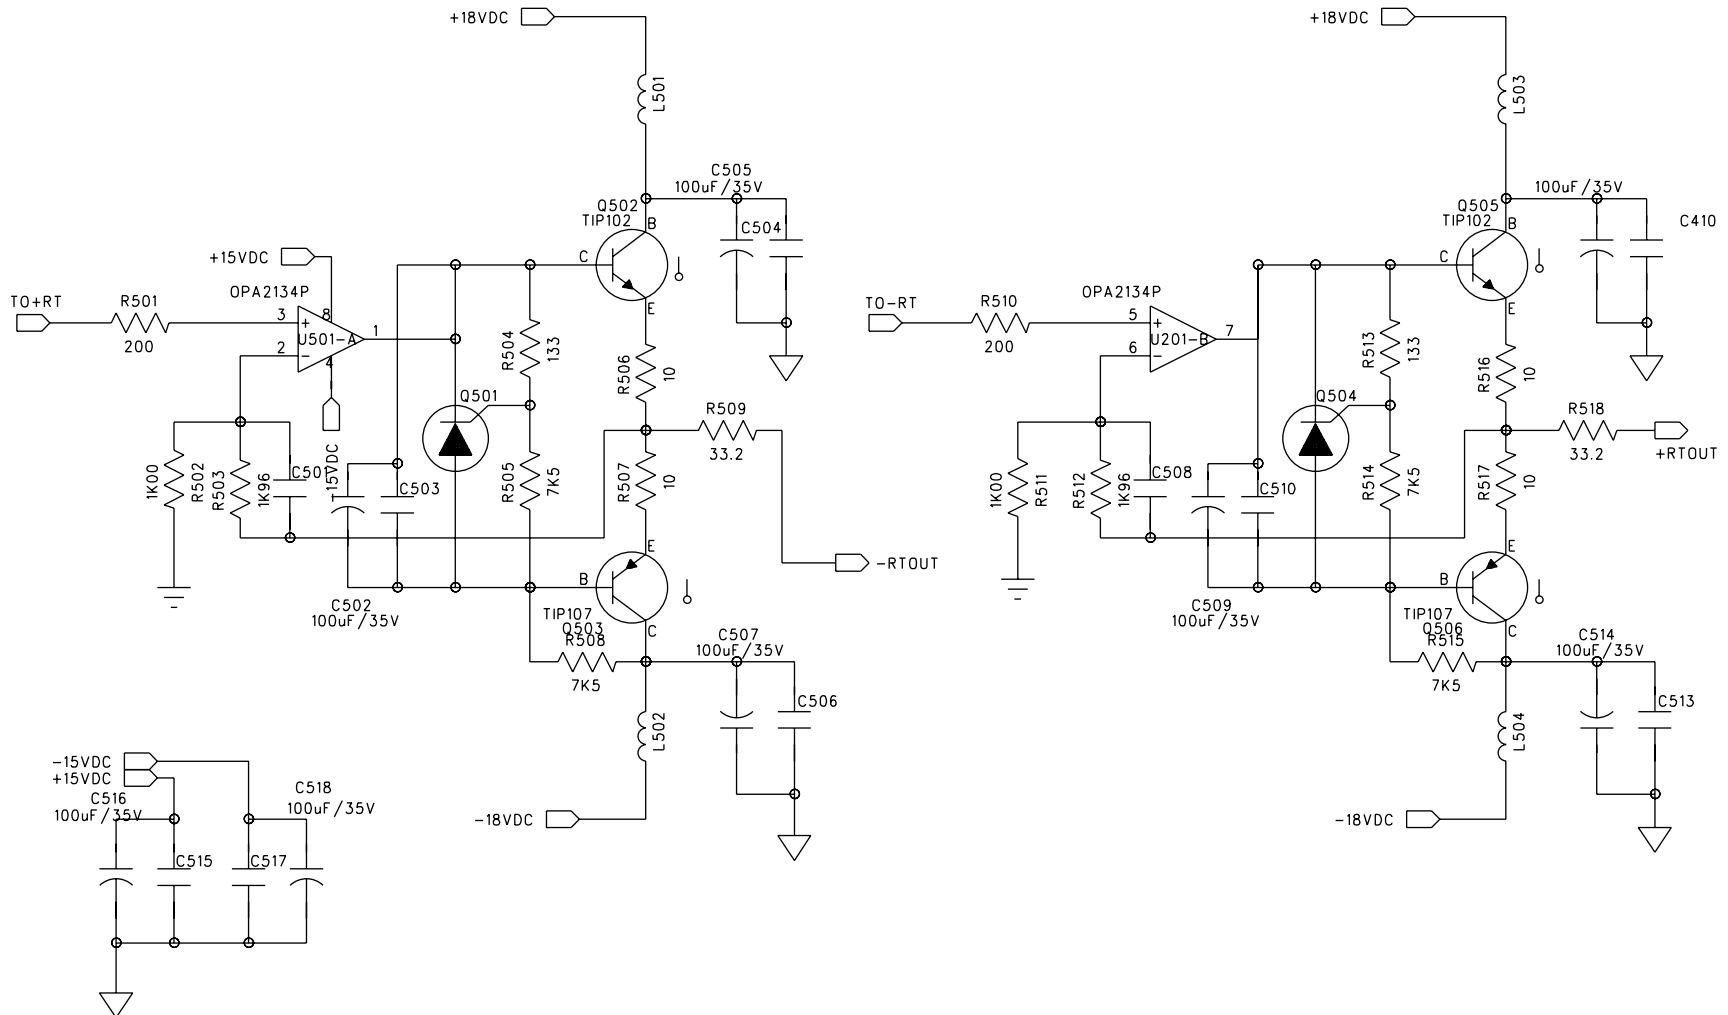 +18VDC
+18VDC
L501
L503
C505
100uF/35V
100uF/35V
Q502
TIP102
B
C504
Q505
TIP102
B
C410
+15VDC
C
C
OPA2134P
OPA2134P
TO+RT
R501
200
3
+
8
U501-A
1
2
−
4
E
TO-RT
R510
200
5
+
U201-B
7
6
−
E
R504
133
R506
10
R513
133
R516
10
Q501
R509
33.2
Q504
R518
33.2
+RTOUT
1K00
R502
R503
1K96
C501
-15VDC
C503
R505
7K5
R507
10
1K00
R511
R512
1K96
C508
C510
R514
7K5
R517
10
E
E
-RTOUT
B
B
C502
100uF/35V
TIP107
Q503
R508
7K5
C
C507
100uF/35V
C509
100uF/35V
TIP107
Q506
R515
7K5
C
C514
100uF/35V
C506
C513
L502
L504
-15VDC
+15VDC
C516
100uF/35V
C518
100uF/35V
-18VDC
-18VDC
C515
C517